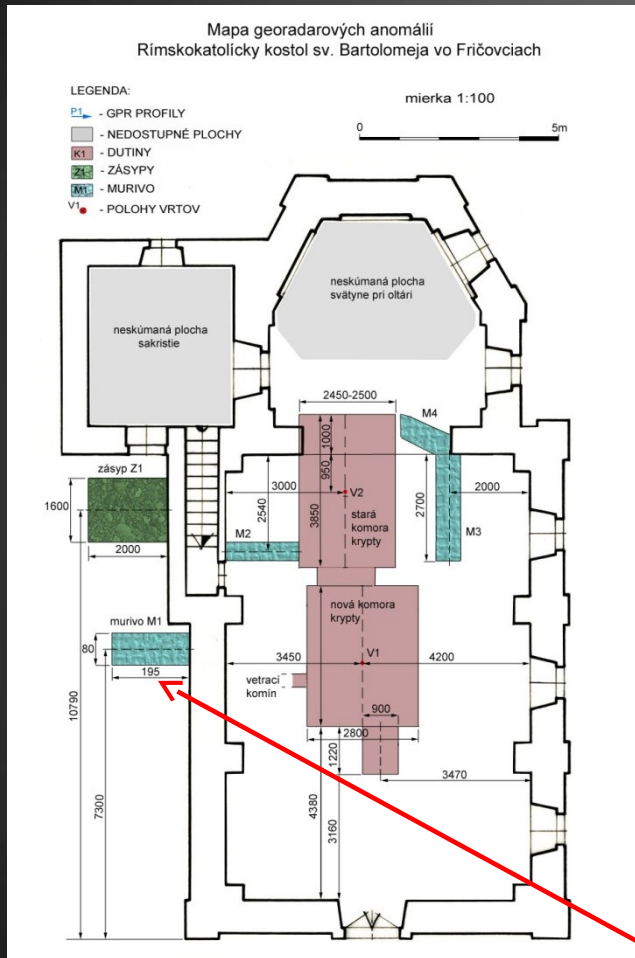 Mapa georadarových anomálií
Rímskokatolícky kostol sv. Bartolomeja vo Fričovciach
LEGENDA:
P1 - GPR PROFILY
- NEDOSTUPNÉ PLOCHY
K1 - DUTINY
Z1 - ZÁSYPY
M1 - MURIVO
V1 - POLOHY VRTOV
mierka 1:100
0 5m
neskúmaná plocha
svätyne pri oltári
neskúmaná plocha
sakristie
2450-2500
M4
1000
zásyp Z1
950
3000
V2
2000
2540
3850
2700
1600
stará
komora
krypty
M2
M3
2000
nová komora
krypty
murivo M1
80
V1
3450
4200
195
vetrací
komín
900
10790
2800
1220
3470
7300
4380
3160